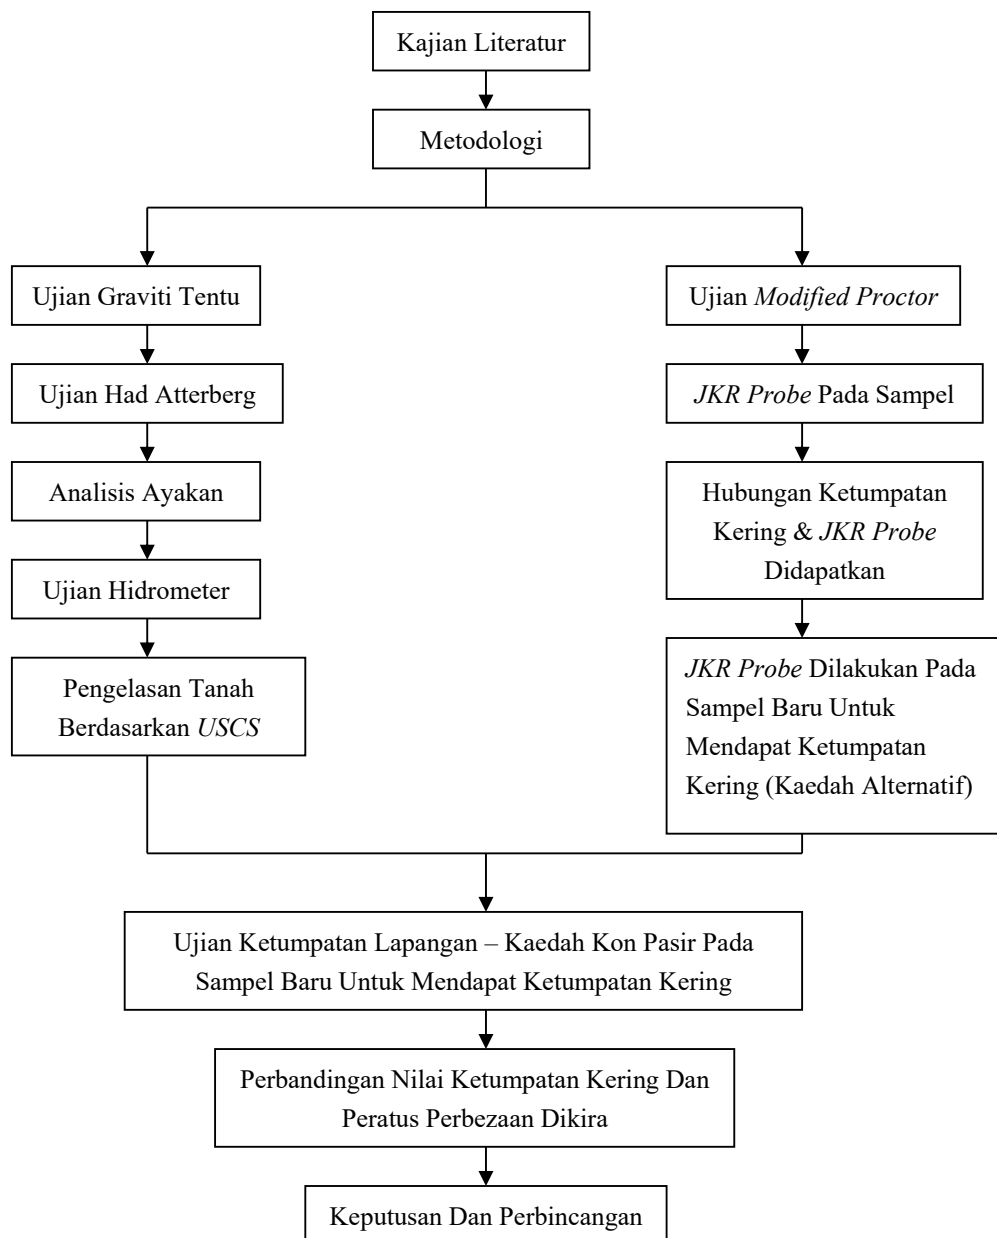 Kajian Literatur
Metodologi
Ujian Graviti Tentu
Ujian Had Atterberg
Analisis Ayakan
Ujian Hidrometer
Pengelasan Tanah
Berdasarkan USCS
Ujian Modified Proctor
JKR Probe Pada Sampel
Hubungan Ketumpatan
Kering & JKR Probe
Didapatkan
JKR Probe Dilakukan Pada
Sampel Baru Untuk
Mendapat Ketumpatan
Kering (Kaedah Alternatif)
Ujian Ketumpatan Lapangan – Kaedah Kon Pasir Pada
Sampel Baru Untuk Mendapat Ketumpatan Kering
Perbandingan Nilai Ketumpatan Kering Dan
Peratus Perbezaan Dikira
Keputusan Dan Perbincangan